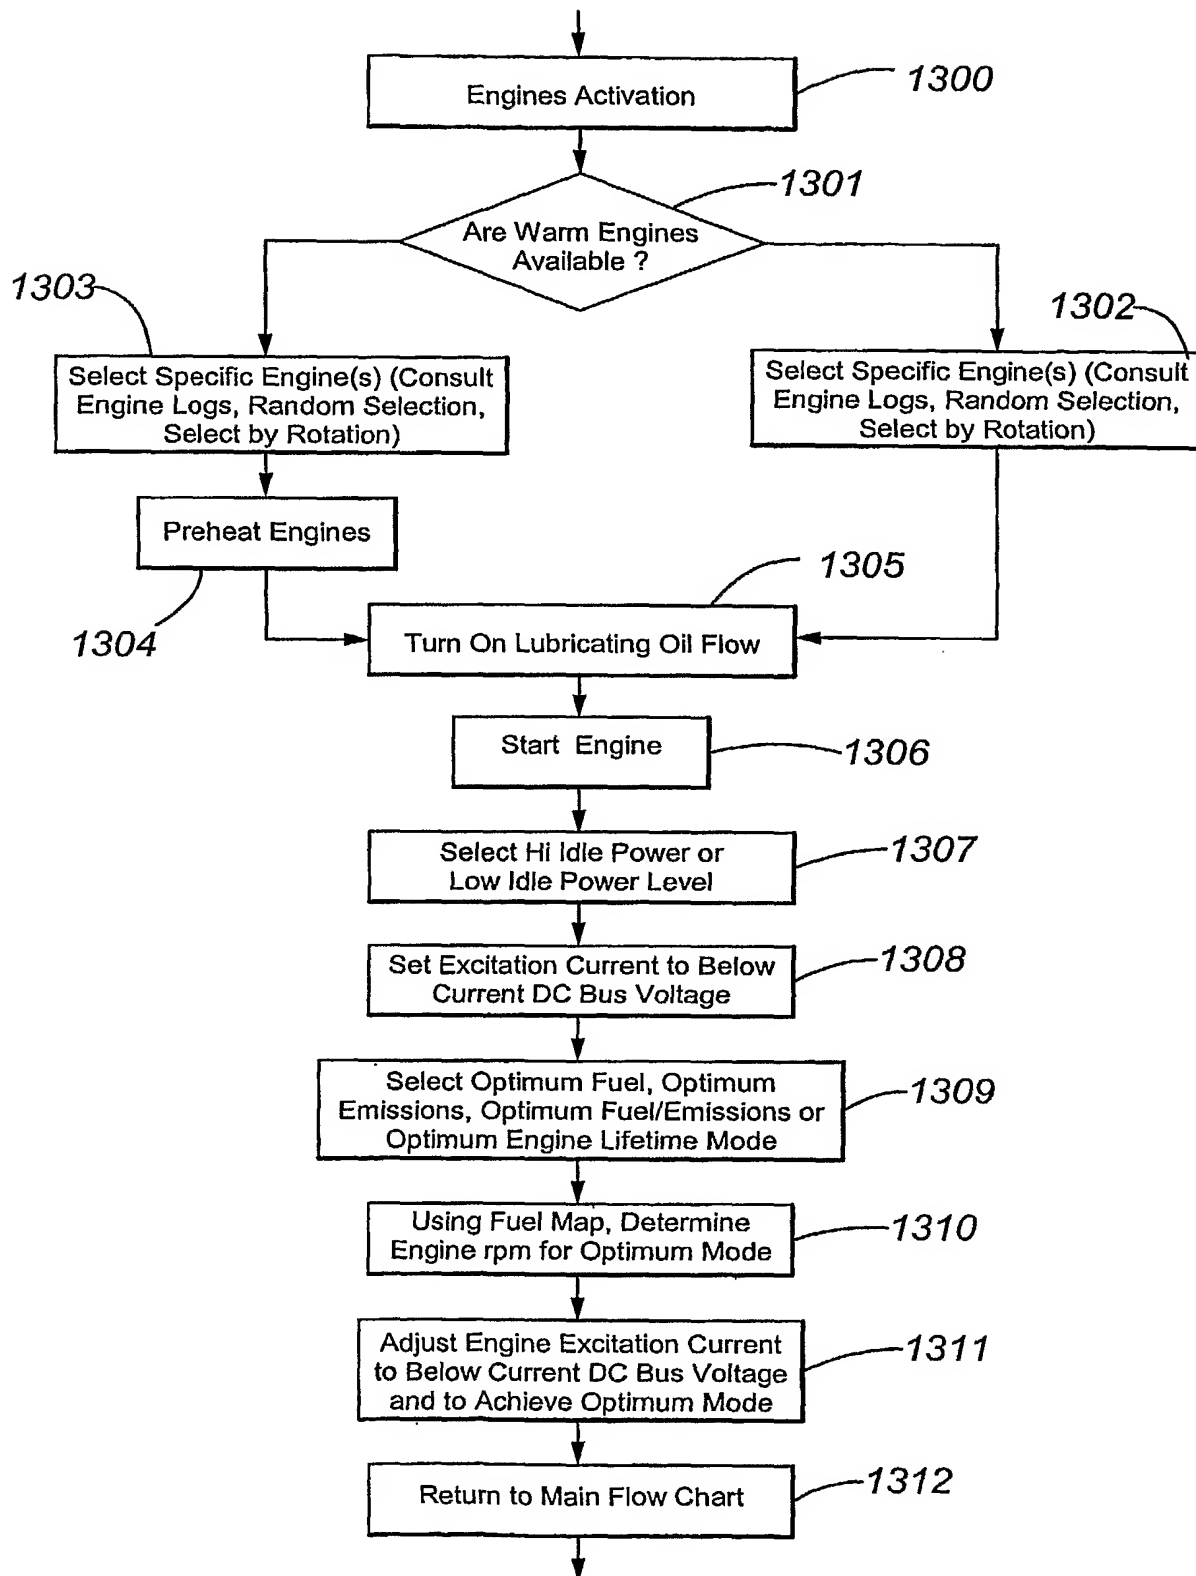 Engines Activation
1300
1301
Are Warm Engines
Available ?
1303
1302
Select Specific Engine(s) (Consult
Engine Logs, Random Selection,
Select by Rotation)
Select Specific Engine(s) (Consult
Engine Logs, Random Selection,
Select by Rotation)
Preheat Engines
1304
1305
Turn On Lubricating Oil Flow
Start Engine
1306
Select Hi Idle Power or
Low Idle Power Level
1307
Set Excitation Current to Below
Current DC Bus Voltage
1308
Select Optimum Fuel, Optimum
Emissions, Optimum Fuel/Emissions or
Optimum Engine Lifetime Mode
1309
Using Fuel Map, Determine
Engine rpm for Optimum Mode
1310
Adjust Engine Excitation Current
to Below Current DC Bus Voltage
and to Achieve Optimum Mode
1311
Return to Main Flow Chart
1312